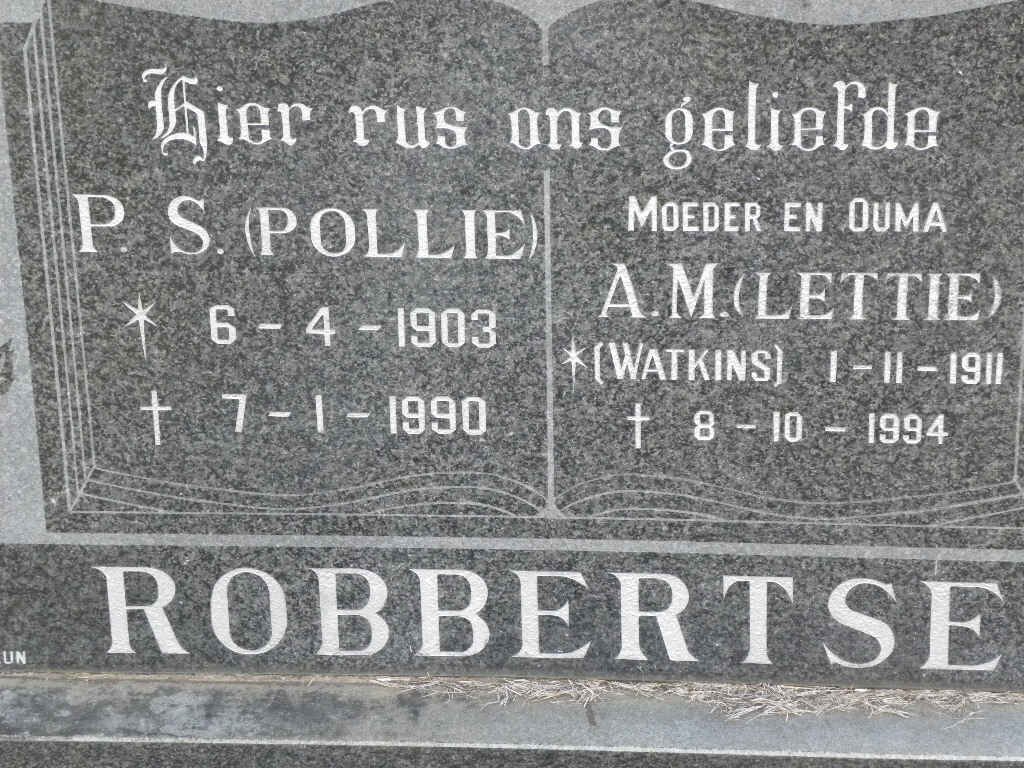 Hier rus ons geliefde
P. S. (POLLIE)
* 6 - 4 - 1903
† 7 - 1 - 1990
MOEDER EN OUMA
A. M. (LETTIE)
* (WATKINS) 1 - 11 - 1911
† 8 - 10 - 1994
ROBBERTSE